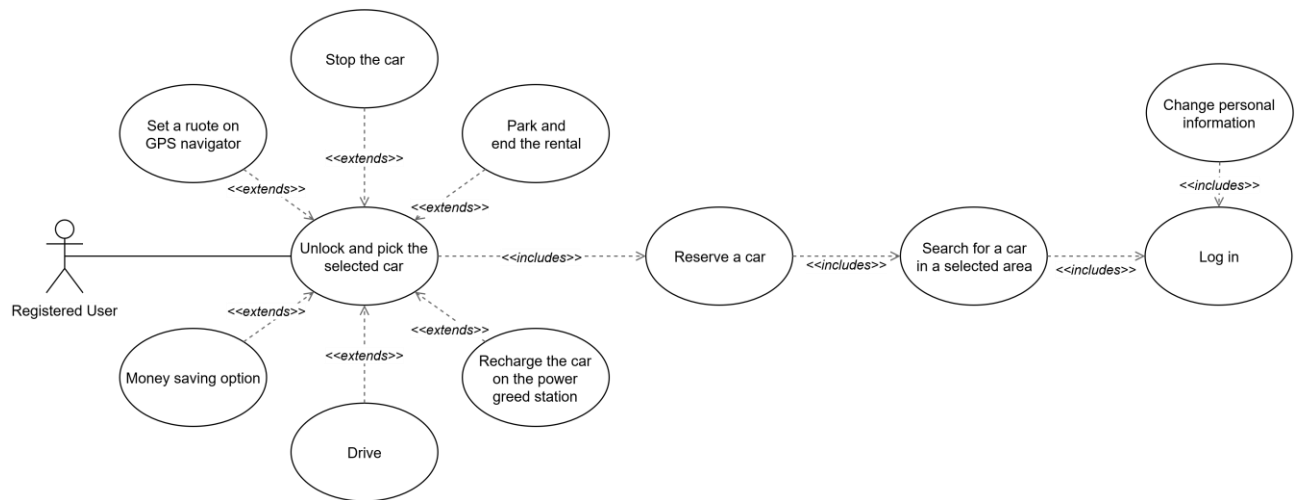 Stop the car
Set a ruote on
GPS navigator
Park and
end the rental
Change personal
information
<<extends>>
<<extends>>
<<extends>>
<<includes>>
Registered User
Unlock and pick the
selected car
<<includes>>
Reserve a car
<<includes>>
Search for a car
in a selected area
<<includes>>
Log in
<<extends>>
<<extends>>
<<extends>>
Money saving option
Drive
Recharge the car
on the power
greed station